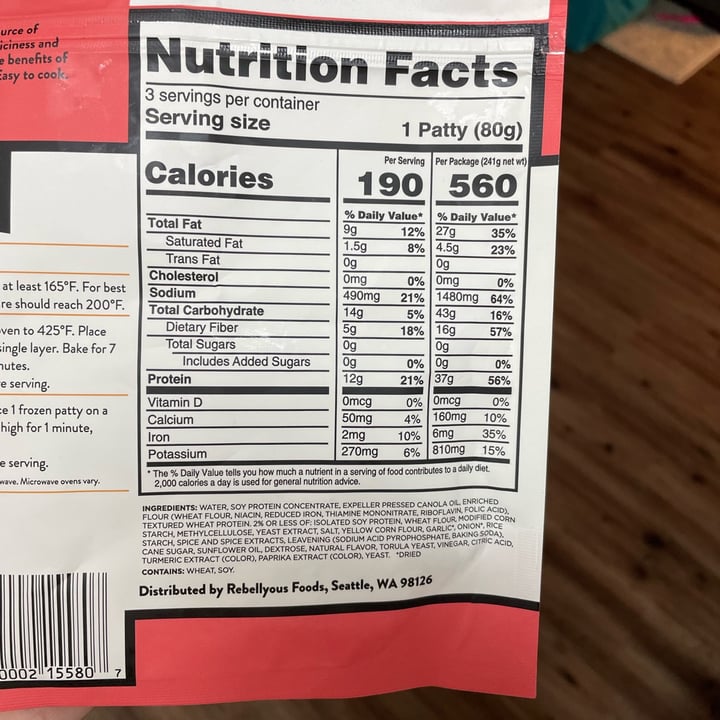 urce of
iciness and
e benefits of
Easy to cook.
at least 165°F. For best
re should reach 200°F.
ven to 425°F. Place
single layer. Bake for 7
nutes.
e serving.
ce 1 frozen patty on a
high for 1 minute,
e serving.
wave. Microwave ovens vary.
0002 15580 7
Nutrition Facts
3 servings per container
Serving size 1 Patty (80g)
Per Serving Per Package (241g net wt)
Calories 190 560
% Daily Value* % Daily Value*
Total Fat 9g 12% 27g 35%
Saturated Fat 1.5g 8% 4.5g 23%
Trans Fat 0g 0g
Cholesterol 0mg 0% 0mg 0%
Sodium 490mg 21% 1480mg 64%
Total Carbohydrate 14g 5% 43g 16%
Dietary Fiber 5g 18% 16g 57%
Total Sugars 0g 0g
Includes Added Sugars 0g 0% 0g 0%
Protein 12g 21% 37g 56%
Vitamin D 0mcg 0% 0mcg 0%
Calcium 50mg 4% 160mg 10%
Iron 2mg 10% 6mg 35%
Potassium 270mg 6% 810mg 15%
* The % Daily Value tells you how much a nutrient in a serving of food contributes to a daily diet.
2,000 calories a day is used for general nutrition advice.
INGREDIENTS: WATER, SOY PROTEIN CONCENTRATE, EXPELLER PRESSED CANOLA OIL, ENRICHED
FLOUR (WHEAT FLOUR, NIACIN, REDUCED IRON, THIAMINE MONONITRATE, RIBOFLAVIN, FOLIC ACID),
TEXTURED WHEAT PROTEIN. 2% OR LESS OF: ISOLATED SOY PROTEIN, WHEAT FLOUR, MODIFIED CORN
STARCH, METHYLCELLULOSE, YEAST EXTRACT, SALT, YELLOW CORN FLOUR, GARLIC*, ONION*, RICE
STARCH, SPICE AND SPICE EXTRACTS, LEAVENING (SODIUM ACID PYROPHOSPHATE, BAKING SODA),
CANE SUGAR, SUNFLOWER OIL, DEXTROSE, NATURAL FLAVOR, TORULA YEAST, VINEGAR, CITRIC ACID,
TURMERIC EXTRACT (COLOR), PAPRIKA EXTRACT (COLOR), YEAST. *DRIED
CONTAINS: WHEAT, SOY.
Distributed by Rebellyous Foods, Seattle, WA 98126